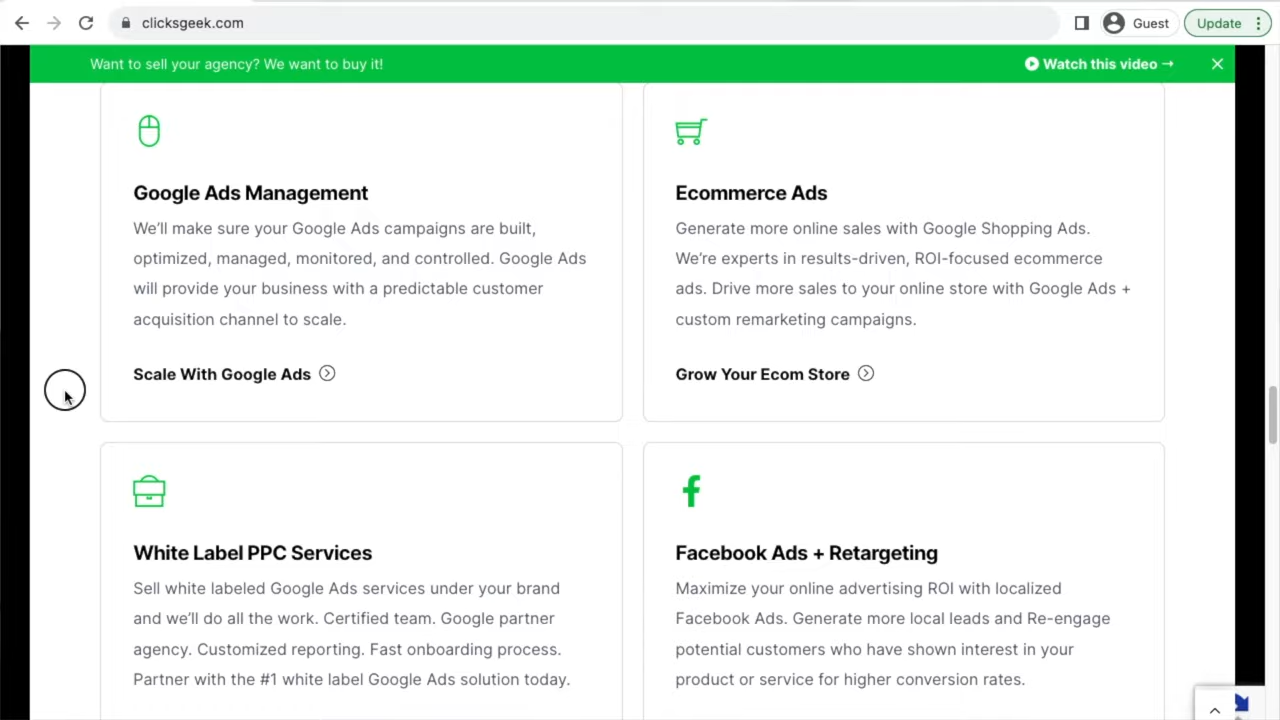 clicksgeek.com
Guest
Update
Want to sell your agency? We want to buy it!
Watch this video →
Google Ads Management
We'll make sure your Google Ads campaigns are built,
optimized, managed, monitored, and controlled. Google Ads
will provide your business with a predictable customer
acquisition channel to scale.
Scale With Google Ads
Ecommerce Ads
Generate more online sales with Google Shopping Ads.
We're experts in results-driven, ROI-focused ecommerce
ads. Drive more sales to your online store with Google Ads +
custom remarketing campaigns.
Grow Your Ecom Store
White Label PPC Services
Sell white labeled Google Ads services under your brand
and we'll do all the work. Certified team. Google partner
agency. Customized reporting. Fast onboarding process.
Partner with the #1 white label Google Ads solution today.
Facebook Ads + Retargeting
Maximize your online advertising ROI with localized
Facebook Ads. Generate more local leads and Re-engage
potential customers who have shown interest in your
product or service for higher conversion rates.